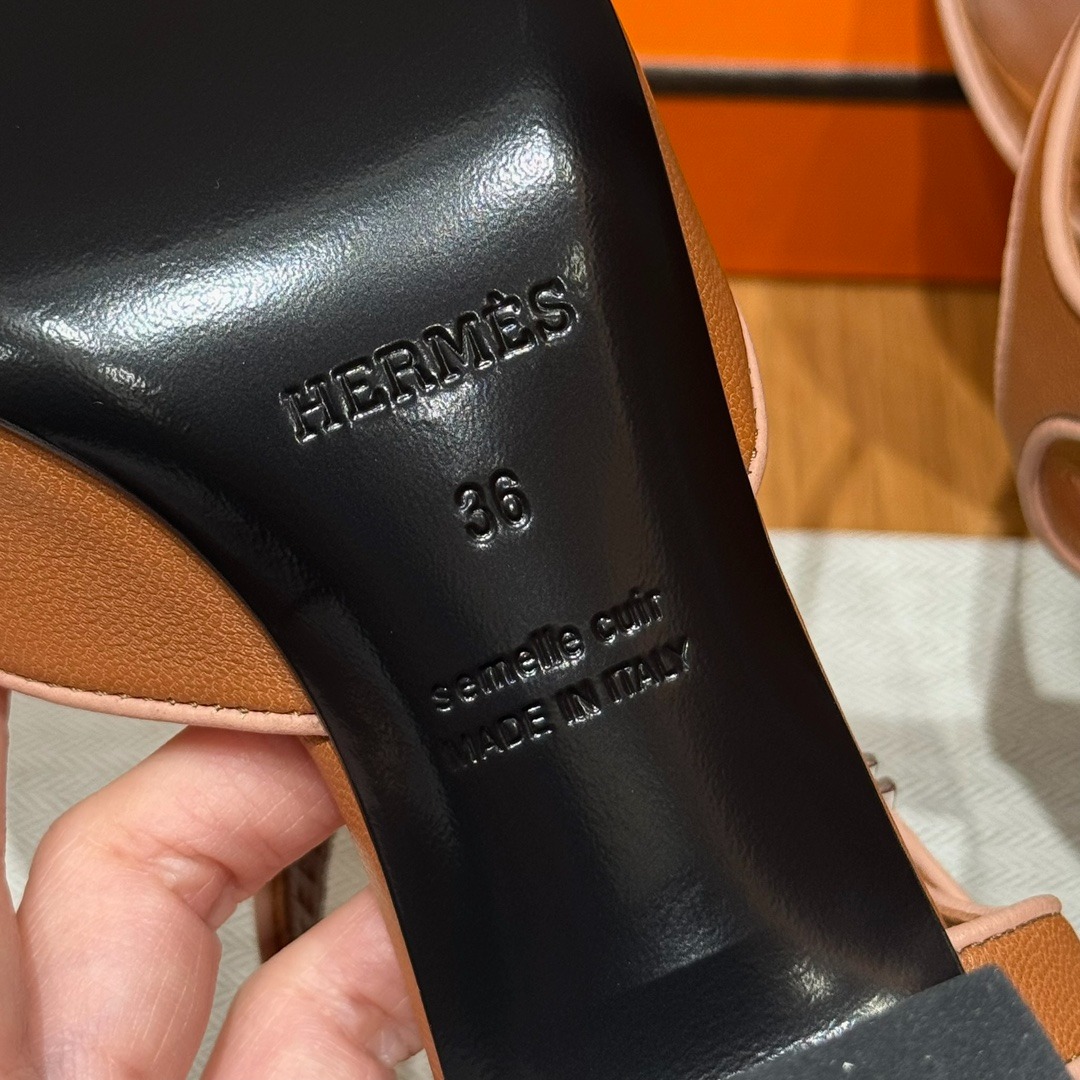 HERMÈS
36
semelle cuir
MADE IN ITALY